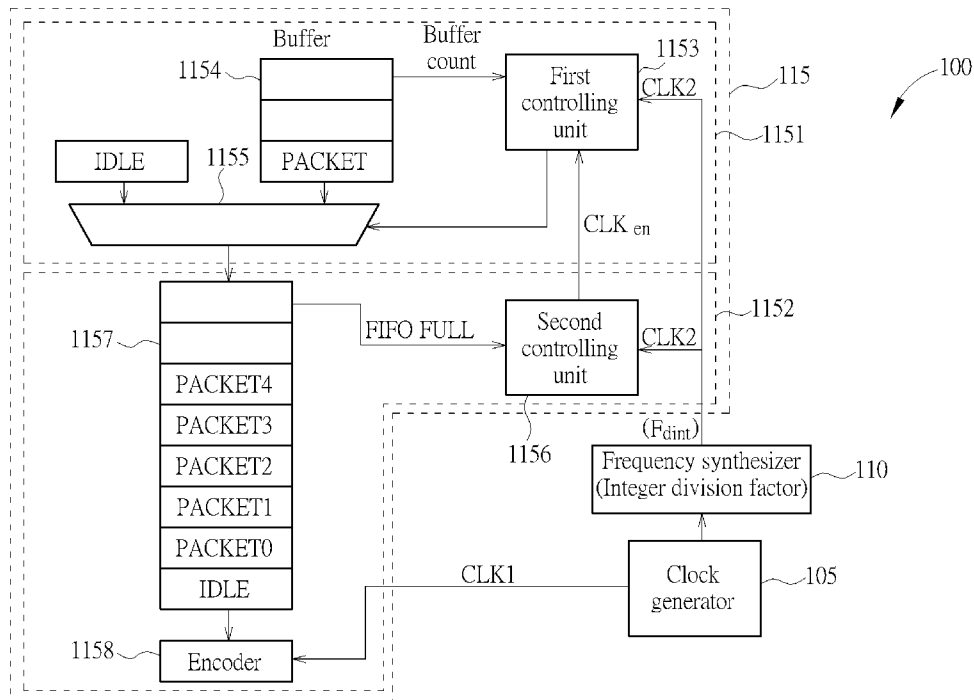 Buffer
Buffer
count
1153
1154
First
controlling
unit
CLK2
115
100
1151
IDLE
1155
PACKET
CLK en
1157
FIFO FULL
Second
controlling
unit
CLK2
1152
PACKET4
PACKET3
PACKET2
PACKET1
PACKET0
IDLE
1156
(Fdint)
Frequency synthesizer
(Integer division factor)
110
CLK1
Clock
generator
105
1158
Encoder